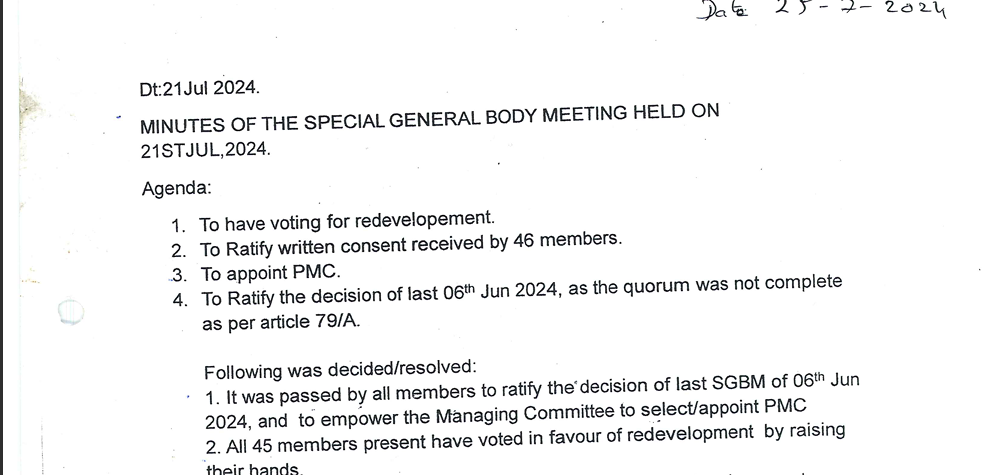 Date 25-7-2024
Dt:21Jul 2024.
MINUTES OF THE SPECIAL GENERAL BODY MEETING HELD ON
21STJUL,2024.
Agenda:
1. To have voting for redevelopement.
2. To Ratify written consent received by 46 members.
3. To appoint PMC.
4. To Ratify the decision of last 06th Jun 2024, as the quorum was not complete
as per article 79/A.
Following was decided/resolved:
1. It was passed by all members to ratify the decision of last SGBM of 06th Jun
2024, and to empower the Managing Committee to select/appoint PMC
2. All 45 members present have voted in favour of redevelopment by raising
their hands.